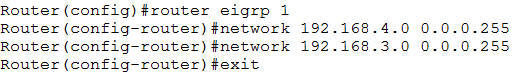 Router(config)#router eigrp 1
Router(config-router)#network 192.168.4.0 0.0.0.255
Router(config-router)#network 192.168.3.0 0.0.0.255
Router(config-router)#exit